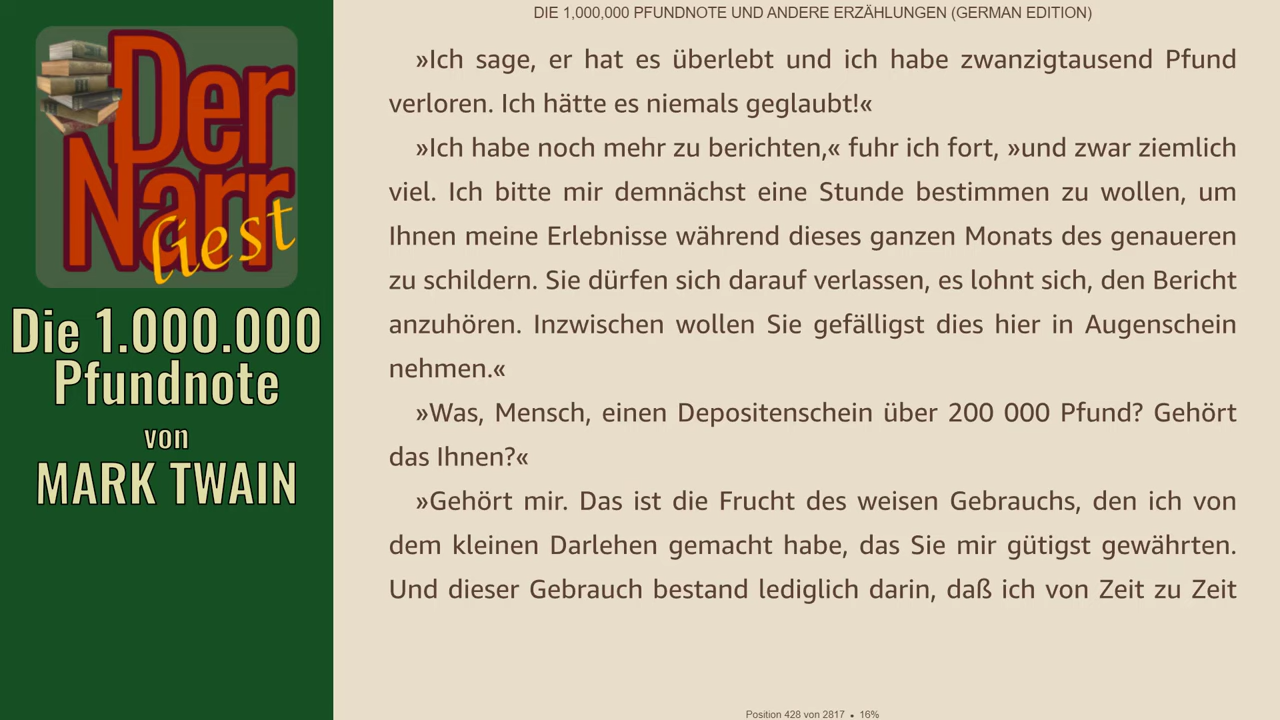 Der
Narr
liest
Die 1.000.000
Pfundnote
von
MARK TWAIN
DIE 1,000,000 PFUNDNOTE UND ANDERE ERZÄHLUNGEN (GERMAN EDITION)
»Ich sage, er hat es überlebt und ich habe zwanzigtausend Pfund
verloren. Ich hätte es niemals geglaubt!«
»Ich habe noch mehr zu berichten,« fuhr ich fort, »und zwar ziemlich
viel. Ich bitte mir demnächst eine Stunde bestimmen zu wollen, um
Ihnen meine Erlebnisse während dieses ganzen Monats des genaueren
zu schildern. Sie dürfen sich darauf verlassen, es lohnt sich, den Bericht
anzuhören. Inzwischen wollen Sie gefälligst dies hier in Augenschein
nehmen.«
»Was, Mensch, einen Depositenschein über 200 000 Pfund? Gehört
das Ihnen?«
»Gehört mir. Das ist die Frucht des weisen Gebrauchs, den ich von
dem kleinen Darlehen gemacht habe, das Sie mir gütigst gewährten.
Und dieser Gebrauch bestand lediglich darin, daß ich von Zeit zu Zeit
Position 428 von 2817 • 16%